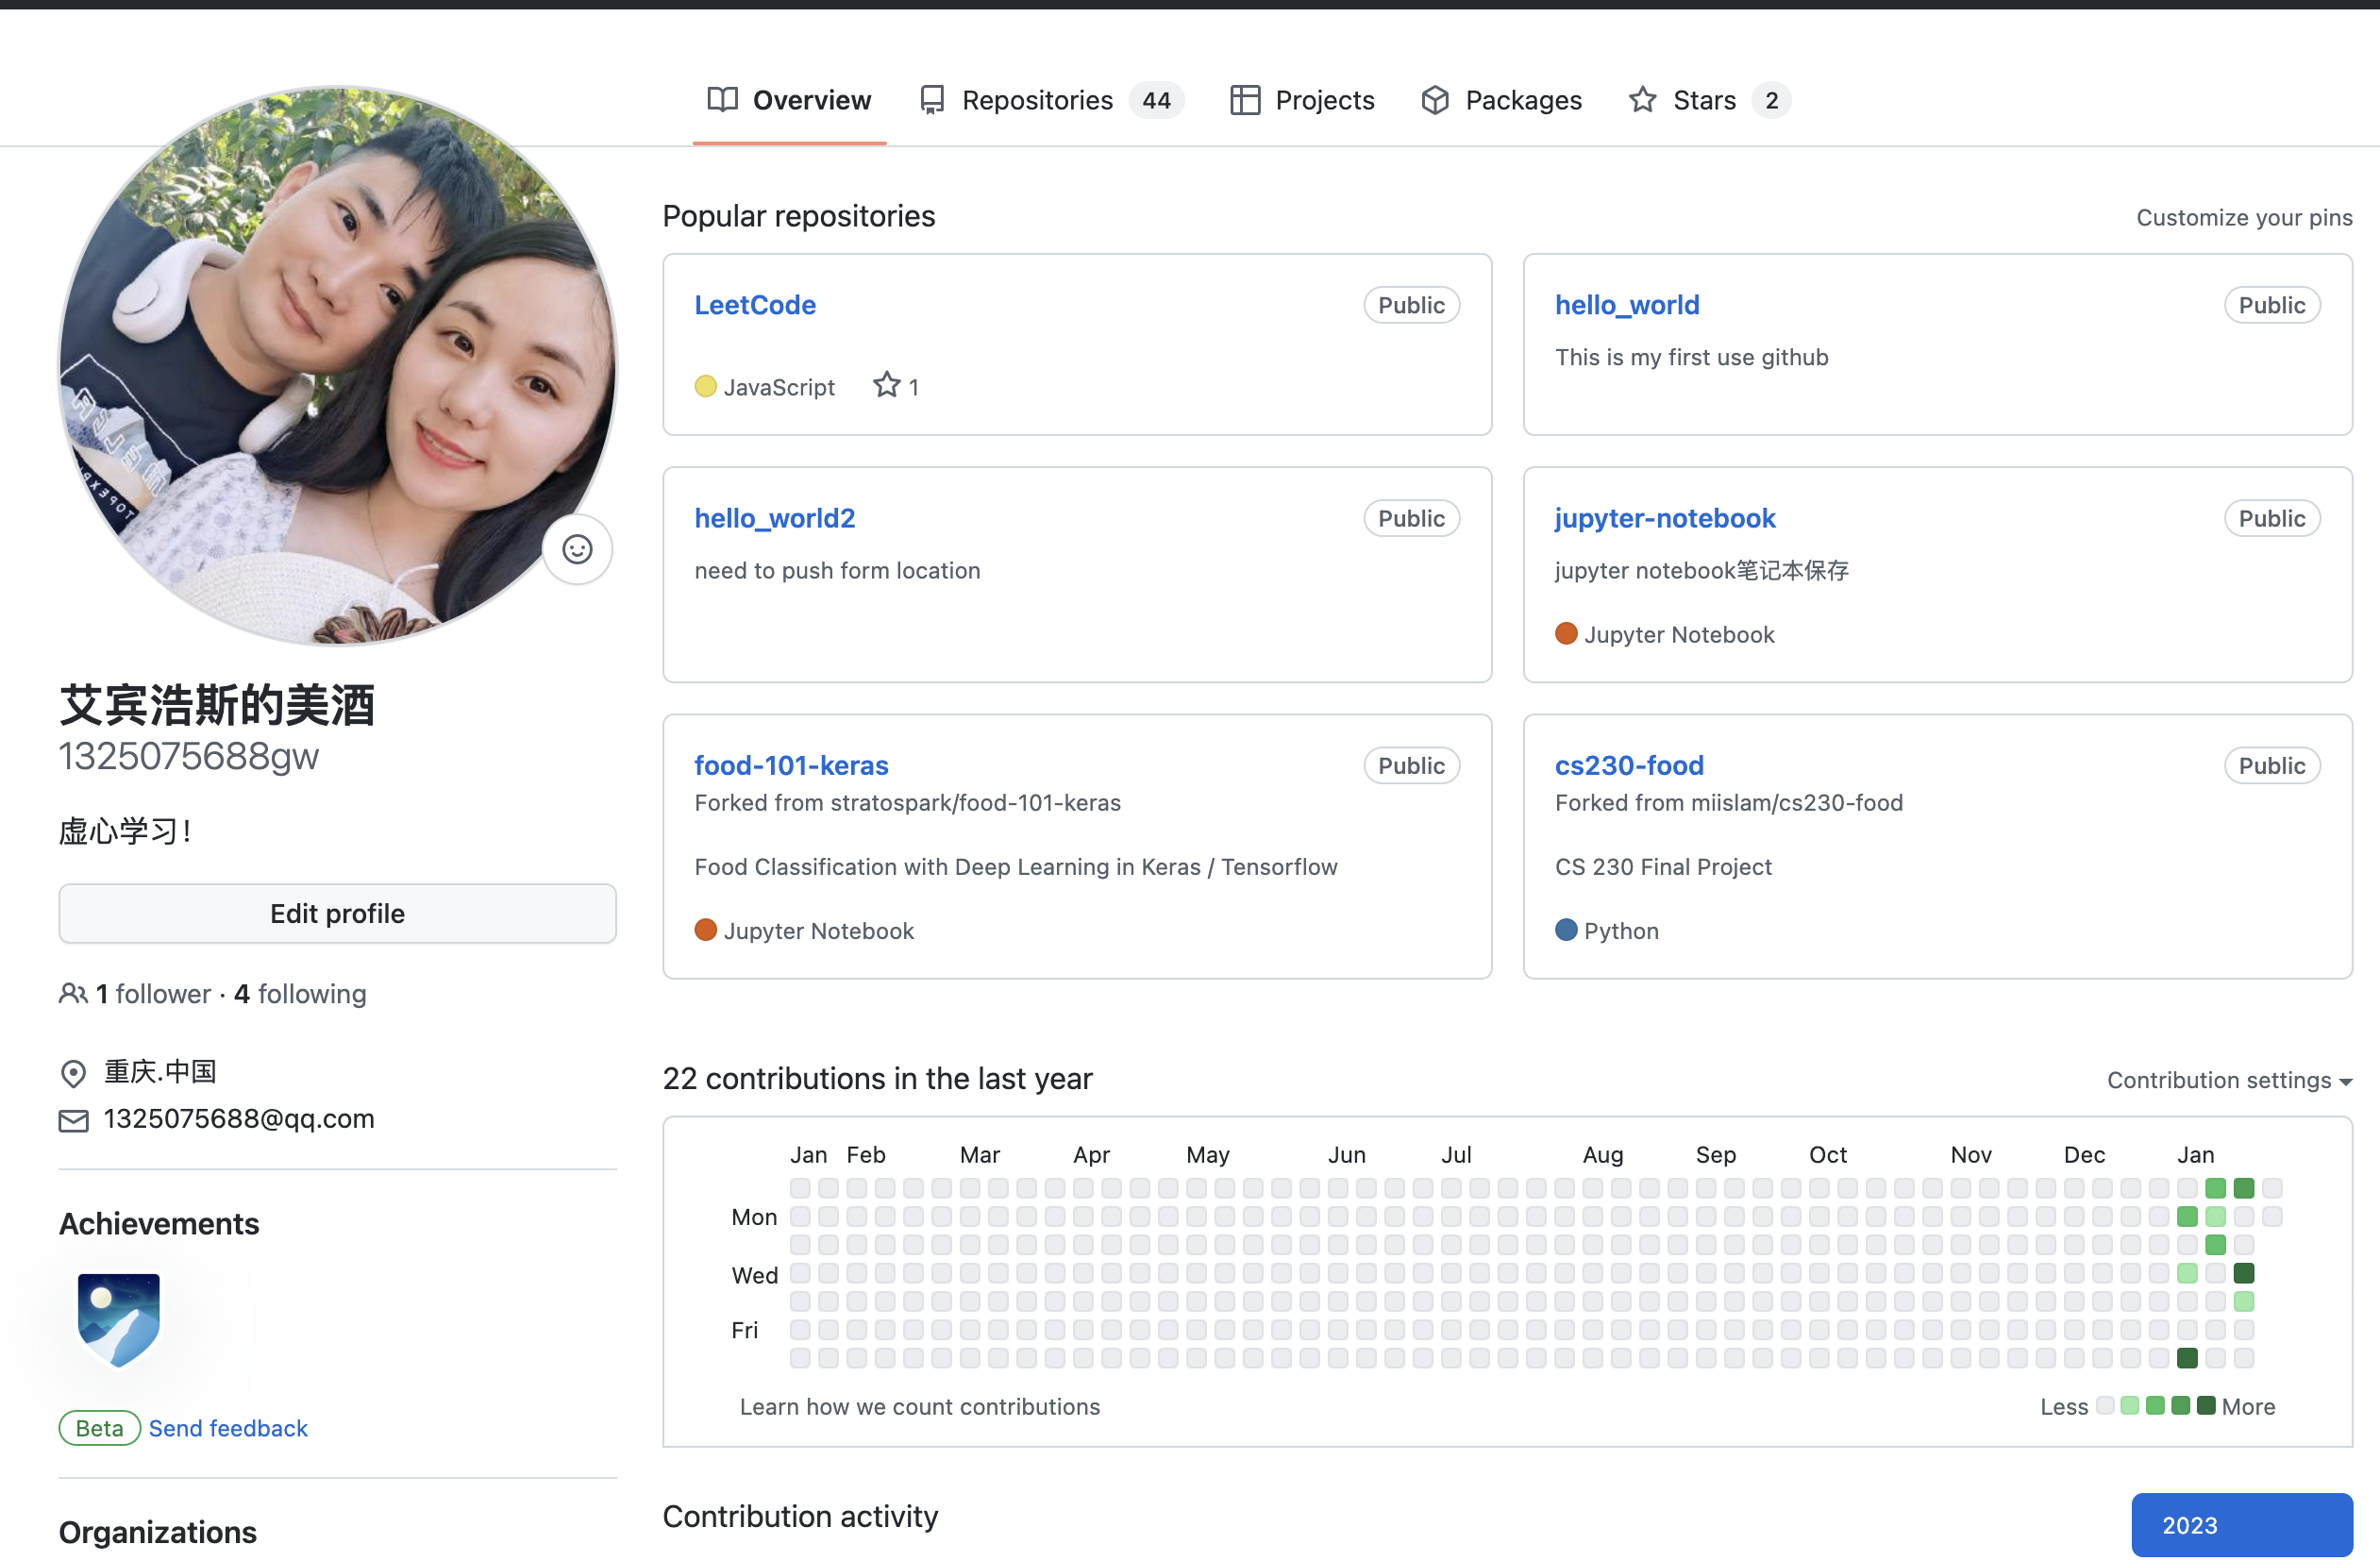 Overview
Repositories 44
Projects
Packages
Stars 2
艾宾浩斯的美酒
1325075688gw
虚心学习！
Edit profile
1 follower · 4 following
重庆.中国
1325075688@qq.com
Achievements
Beta Send feedback
Organizations
Popular repositories
Customize your pins
LeetCode Public
JavaScript 1
hello_world Public
This is my first use github
hello_world2 Public
need to push form location
jupyter-notebook Public
jupyter notebook笔记本保存
Jupyter Notebook
food-101-keras Public
Forked from stratospark/food-101-keras
Food Classification with Deep Learning in Keras / Tensorflow
Jupyter Notebook
cs230-food Public
Forked from miislam/cs230-food
CS 230 Final Project
Python
22 contributions in the last year
Contribution settings
Jan Feb Mar Apr May Jun Jul Aug Sep Oct Nov Dec Jan
Mon
Wed
Fri
Learn how we count contributions
Less More
Contribution activity
2023